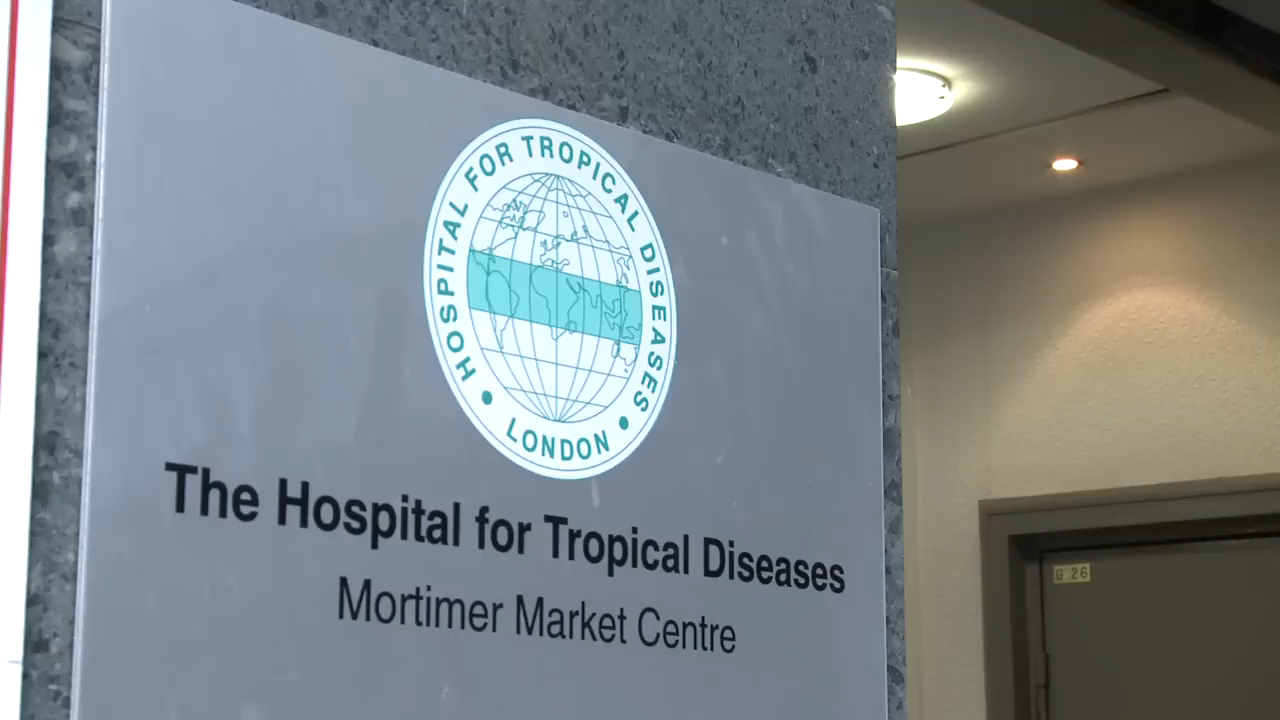 HOSPITAL FOR TROPICAL DISEASES
LONDON
The Hospital for Tropical Diseases
Mortimer Market Centre
G 26